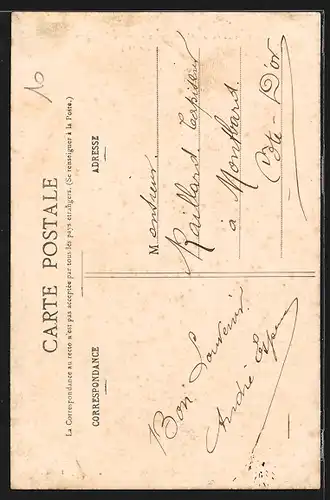 10
CARTE POSTALE
La Correspondance au recto n'est pas acceptée par tous les pays étrangers. (Se renseigner à la Poste.)
CORRESPONDANCE
ADRESSE
Bon Souvenir
André
Monsieur
Raillard. Tapissier
à Montbard.
Côte-D'or